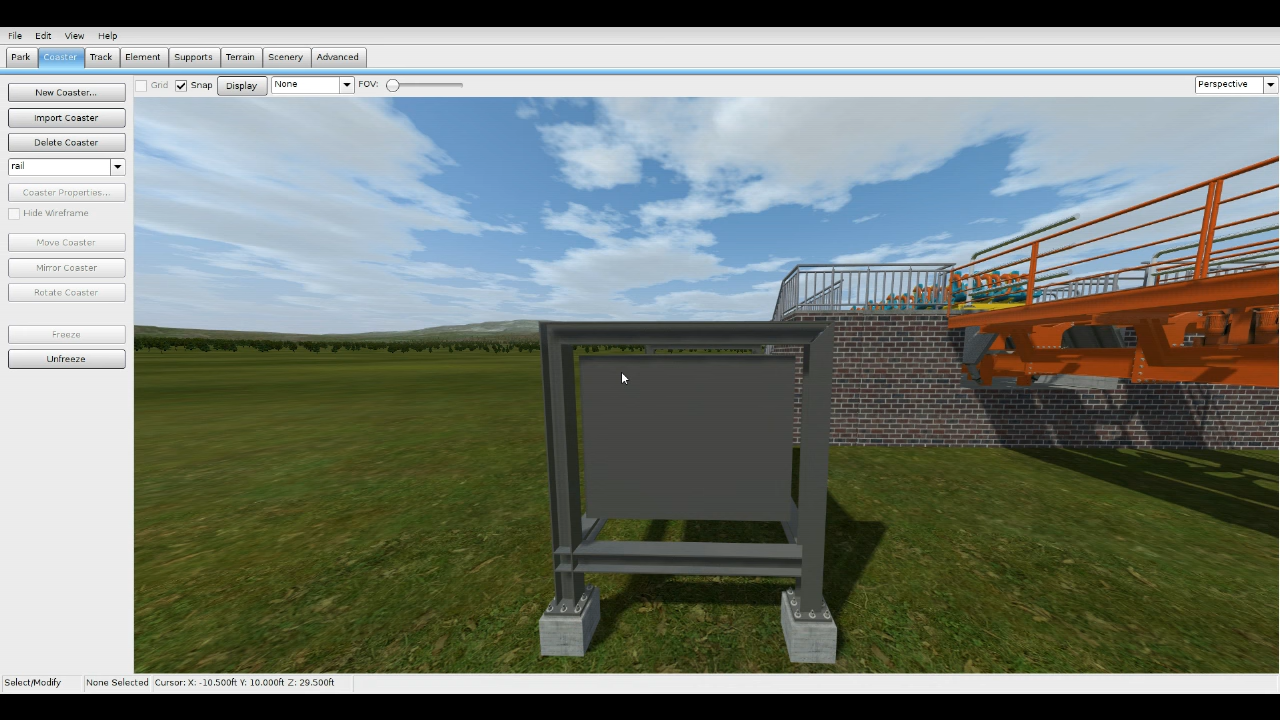 File Edit View Help
Park Coaster Track Element Supports Terrain Scenery Advanced
New Coaster...
Import Coaster
Delete Coaster
rail
Coaster Properties...
Hide Wireframe
Move Coaster
Mirror Coaster
Rotate Coaster
Freeze
Unfreeze
Grid Snap Display None FOV: Perspective
Select/Modify None Selected Cursor: X: -10.500ft Y: 10.000ft Z: 29.500ft